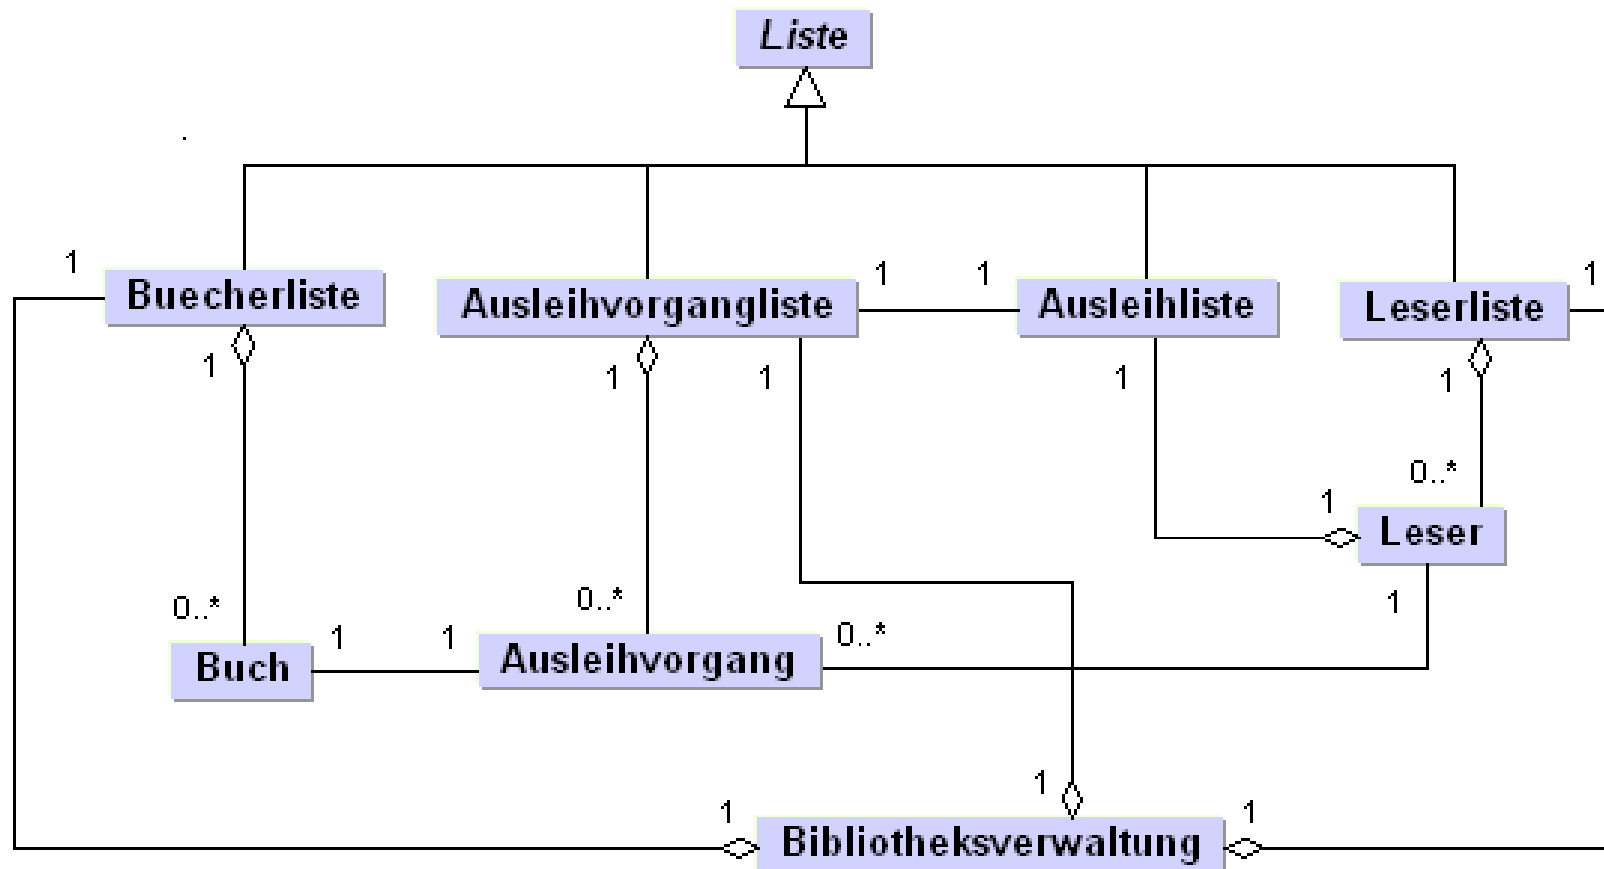 Liste
1
Buecherliste
Ausleihvorgangliste
1
1
Ausleihliste
Leserliste
1
1
1
1
1
1
0..*
1
Leser
0..*
0..*
1
1
1
0..*
Buch
Ausleihvorgang
1
1
1
Bibliotheksverwaltung